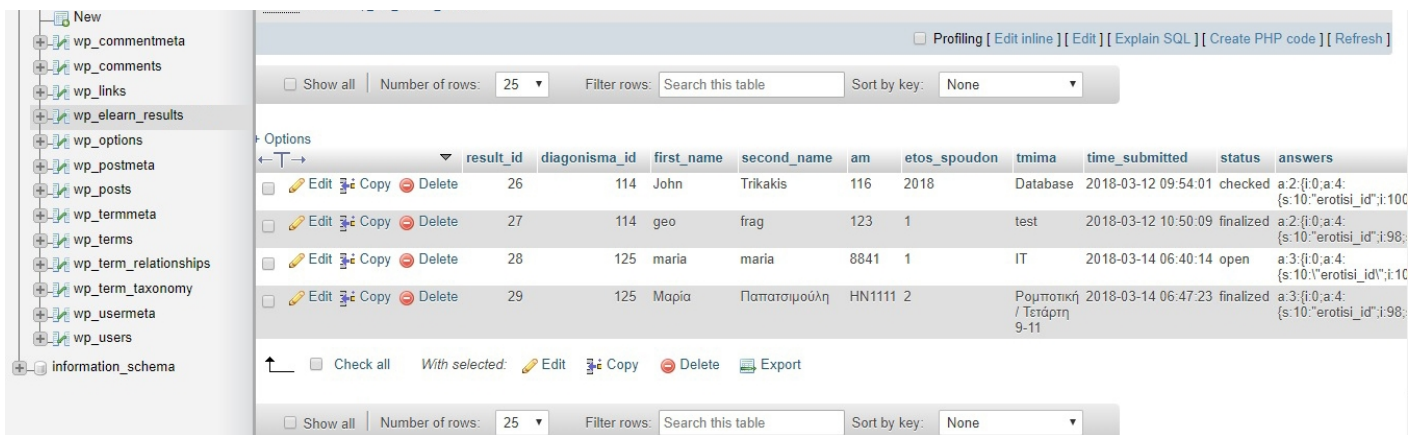 New
wp_commentmeta
wp_comments
wp_links
wp_elearn_results
wp_options
wp_postmeta
wp_posts
wp_termmeta
wp_terms
wp_term_relationships
wp_term_taxonomy
wp_usermeta
wp_users
information_schema
Profiling [ Edit inline ] [ Edit ] [ Explain SQL ] [ Create PHP code ] [ Refresh ]
Show all Number of rows: 25 Filter rows: Search this table Sort by key: None
+ Options
result_id diagonisma_id first_name second_name am etos_spoudon tmima time_submitted status answers
Edit Copy Delete 26 114 John Trikakis 116 2018 Database 2018-03-12 09:54:01 checked a:2:{i:0;a:4:
{s:10:"erotisi_id";i:100
Edit Copy Delete 27 114 geo frag 123 1 test 2018-03-12 10:50:09 finalized a:2:{i:0;a:4:
{s:10:"erotisi_id";i:98;
Edit Copy Delete 28 125 maria maria 8841 1 IT 2018-03-14 06:40:14 open a:3:{i:0;a:4:
{s:10:\"erotisi_id\";i:10
Edit Copy Delete 29 125 Μαρία Παπατσιμούλη HN1111 2 Ρομποτική 2018-03-14 06:47:23 finalized a:3:{i:0;a:4:
/ Τετάρτη {s:10:"erotisi_id";i:98;
9-11
Check all With selected: Edit Copy Delete Export
Show all Number of rows: 25 Filter rows: Search this table Sort by key: None